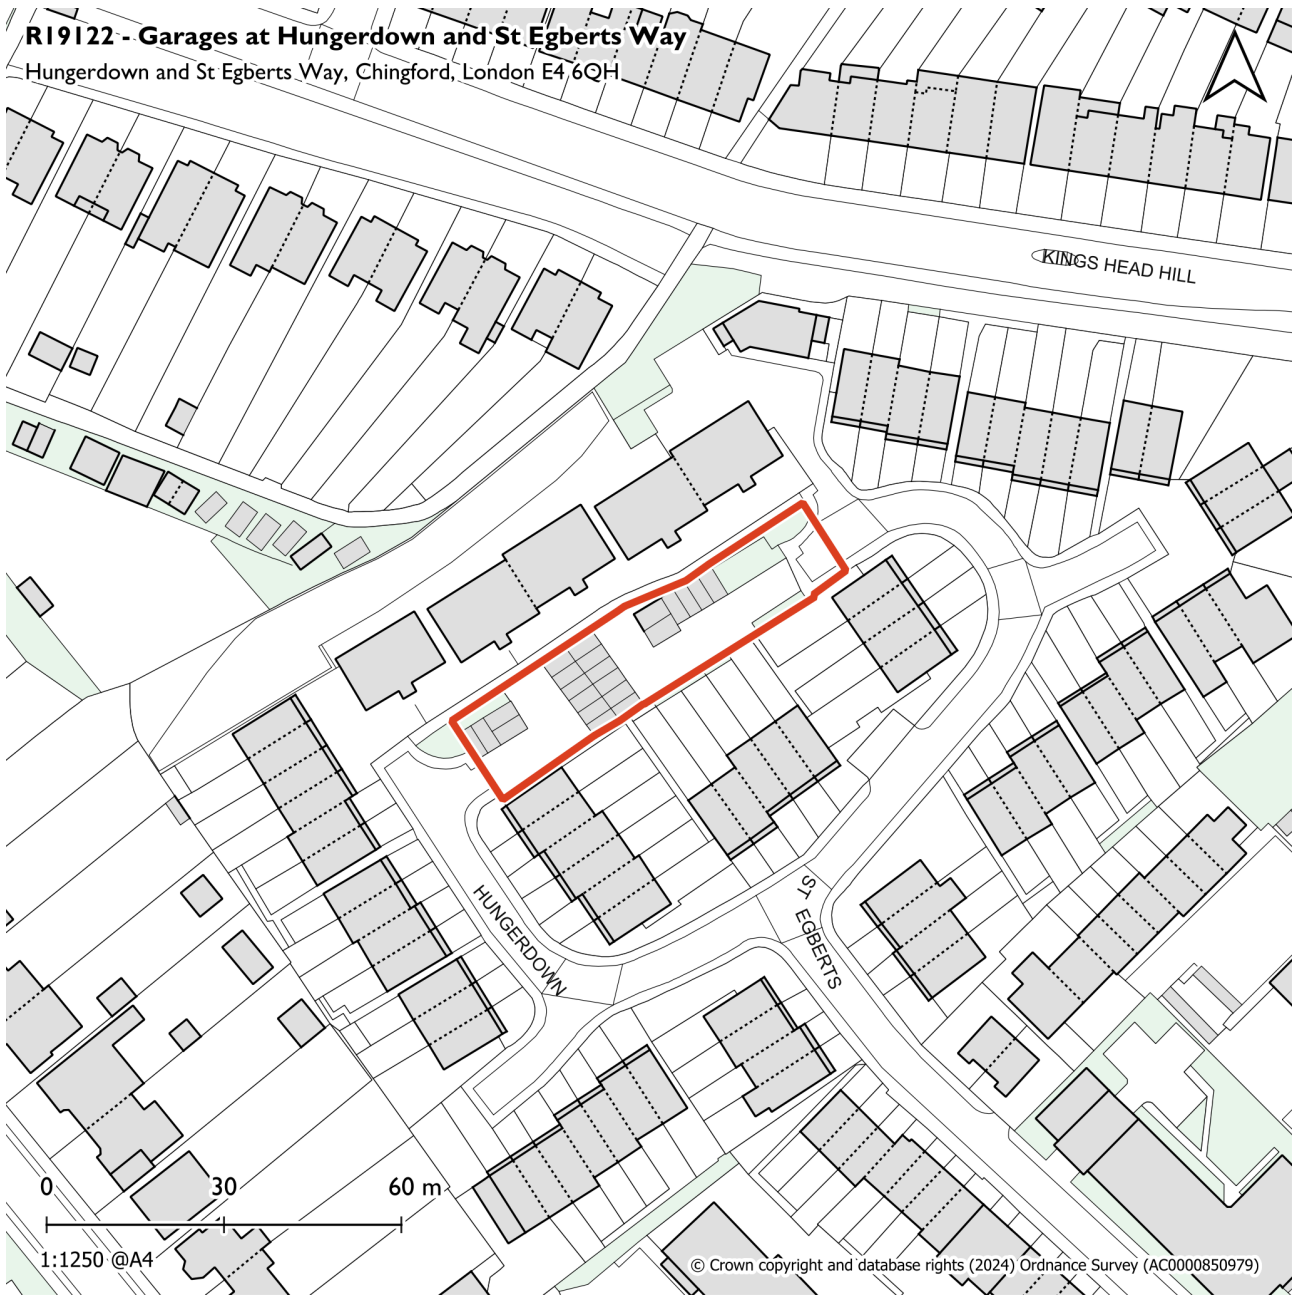 R19122 - Garages at Hungerdown and St Egberts Way
Hungerdown and St Egberts Way, Chingford, London E4 6QH
KINGS HEAD HILL
HUNGERDOWN
ST EGBERTS
0 30 60 m
1:1250 @A4
© Crown copyright and database rights (2024) Ordnance Survey (AC0000850979)